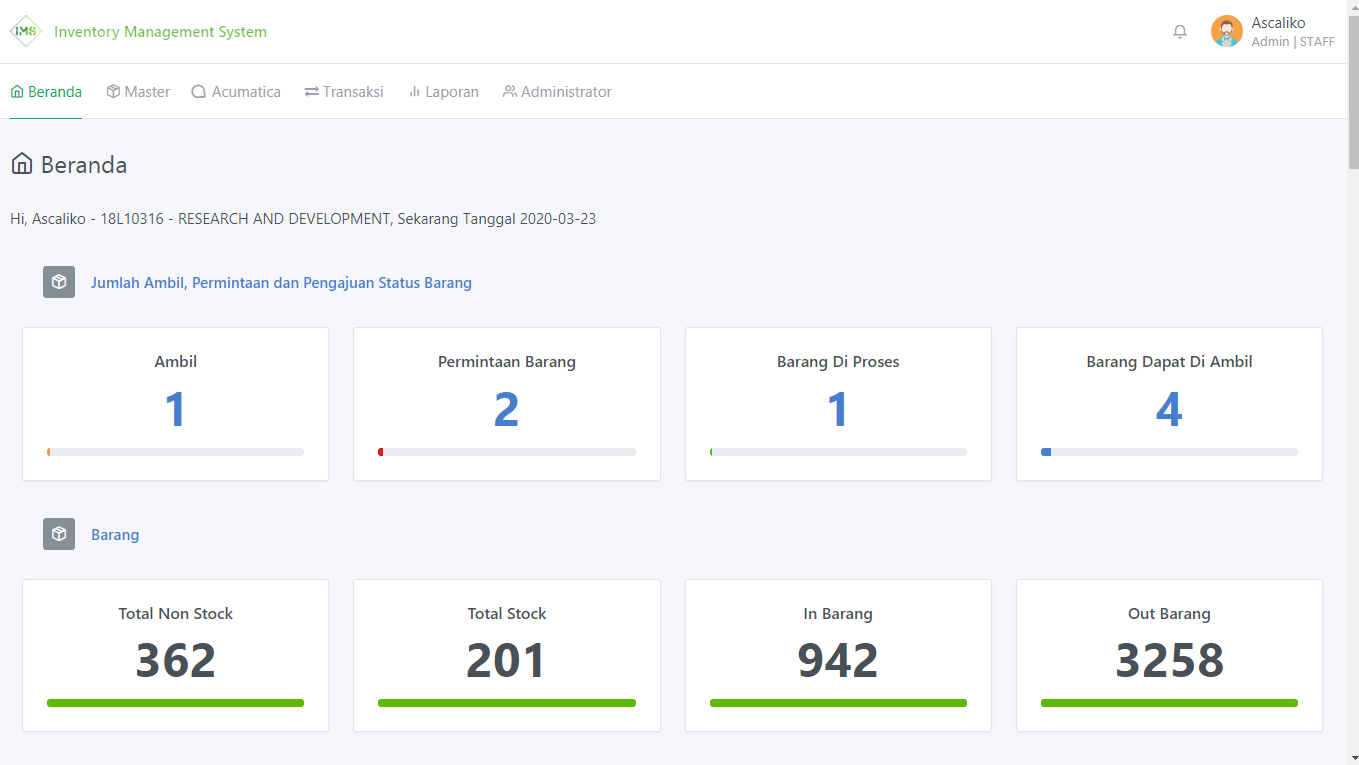 IMS Inventory Management System
Ascaliko
Admin | STAFF
Beranda Master Acumatica Transaksi Laporan Administrator
Beranda
Hi, Ascaliko - 18L10316 - RESEARCH AND DEVELOPMENT, Sekarang Tanggal 2020-03-23
Jumlah Ambil, Permintaan dan Pengajuan Status Barang
Ambil
1
Permintaan Barang
2
Barang Di Proses
1
Barang Dapat Di Ambil
4
Barang
Total Non Stock
362
Total Stock
201
In Barang
942
Out Barang
3258